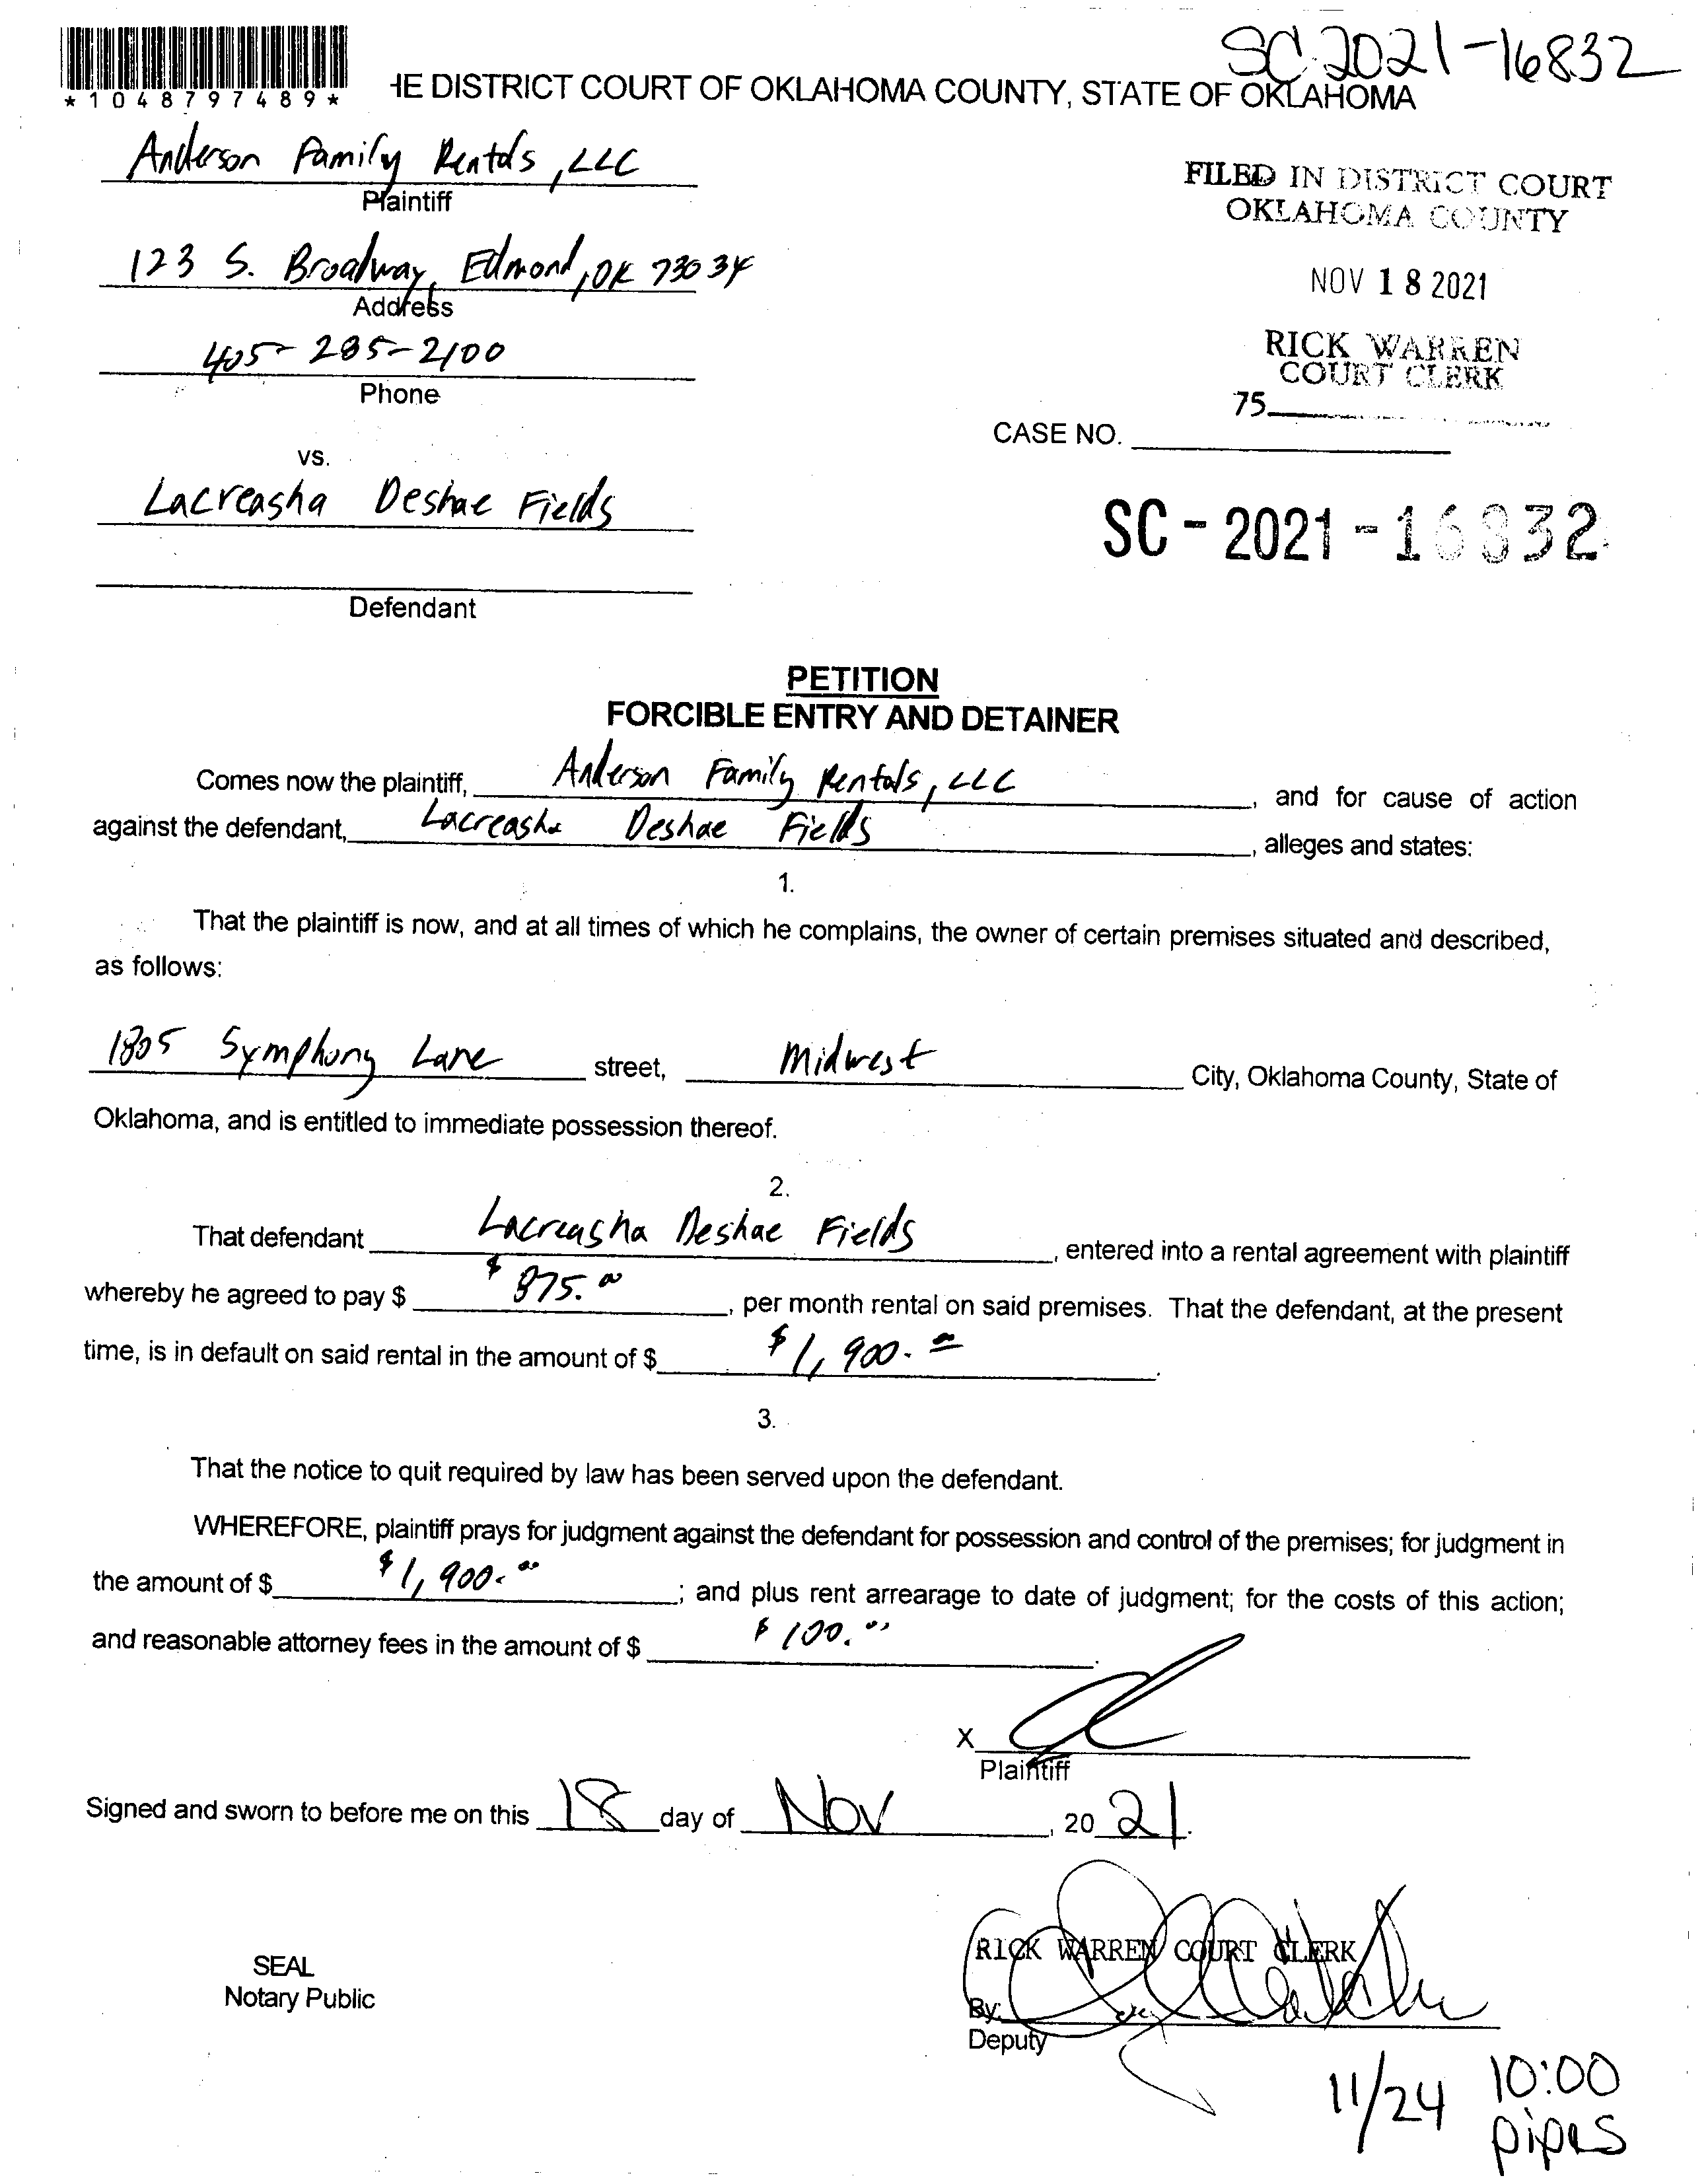 SC 2021-16832
*1048797489*
HE DISTRICT COURT OF OKLAHOMA COUNTY, STATE OF OKLAHOMA
Anderson Family Rentals, LLC
Plaintiff
FILED IN DISTRICT COURT
OKLAHOMA COUNTY
123 S. Broadway, Edmond, OK 73034
Address
NOV 18 2021
405-285-2100
Phone
RICK WARREN
COURT CLERK
75
CASE NO.
vs.
Lacreasha Deshae Fields
SC-2021-16832
Defendant
PETITION
FORCIBLE ENTRY AND DETAINER
Comes now the plaintiff, Anderson Family Rentals, LLC, and for cause of action
against the defendant, Lacreasha Deshae Fields, alleges and states:
1.
That the plaintiff is now, and at all times of which he complains, the owner of certain premises situated and described,
as follows:
1805 Symphony Lane street, Midwest City, Oklahoma County, State of
Oklahoma, and is entitled to immediate possession thereof.
2.
That defendant Lacreasha Deshae Fields, entered into a rental agreement with plaintiff
whereby he agreed to pay $ $875.00, per month rental on said premises. That the defendant, at the present
time, is in default on said rental in the amount of $ $1,900.00.
3.
That the notice to quit required by law has been served upon the defendant.
WHEREFORE, plaintiff prays for judgment against the defendant for possession and control of the premises; for judgment in
the amount of $ $1,900.00; and plus rent arrearage to date of judgment; for the costs of this action;
and reasonable attorney fees in the amount of $ $100.00.
X
Plaintiff
Signed and sworn to before me on this 18 day of Nov, 20 21.
RICK WARREN COURT CLERK
SEAL
Notary Public
By:
Deputy
11/24 10:00
pipes